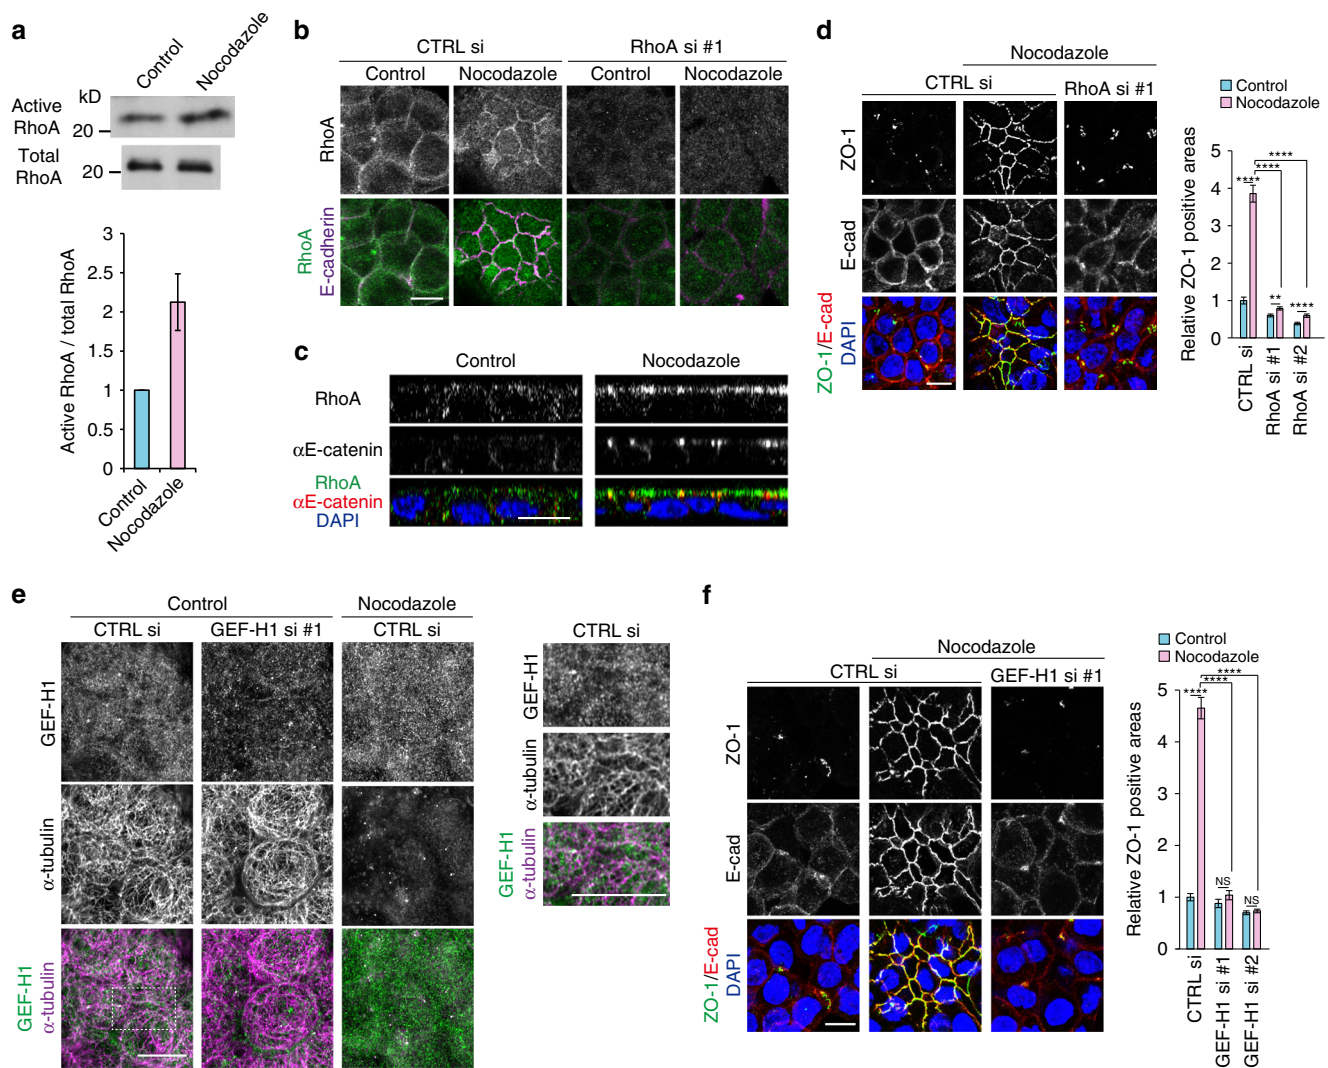 a
Control
Nocodazole
kD
Active
RhoA
20
Total
RhoA
20
Active RhoA / total RhoA
3
2.5
2
1.5
1
0.5
0
Control
Nocodazole
b
CTRL si
RhoA si #1
Control
Nocodazole
Control
Nocodazole
RhoA
RhoA
E-cadherin
c
Control
Nocodazole
RhoA
αE-catenin
RhoA
αE-catenin
DAPI
d
Nocodazole
CTRL si
RhoA si #1
ZO-1
E-cad
ZO-1/E-cad
DAPI
Control
Nocodazole
Relative ZO-1 positive areas
5
4
3
2
1
0
****
****
****
**
****
CTRL si
RhoA si #1
RhoA si #2
e
Control
Nocodazole
CTRL si
GEF-H1 si #1
CTRL si
GEF-H1
α-tubulin
GEF-H1
α-tubulin
CTRL si
GEF-H1
α-tubulin
GEF-H1
α-tubulin
f
Nocodazole
CTRL si
GEF-H1 si #1
ZO-1
E-cad
ZO-1/E-cad
DAPI
Control
Nocodazole
Relative ZO-1 positive areas
5
4
3
2
1
0
****
****
****
NS
NS
CTRL si
GEF-H1 si #1
GEF-H1 si #2